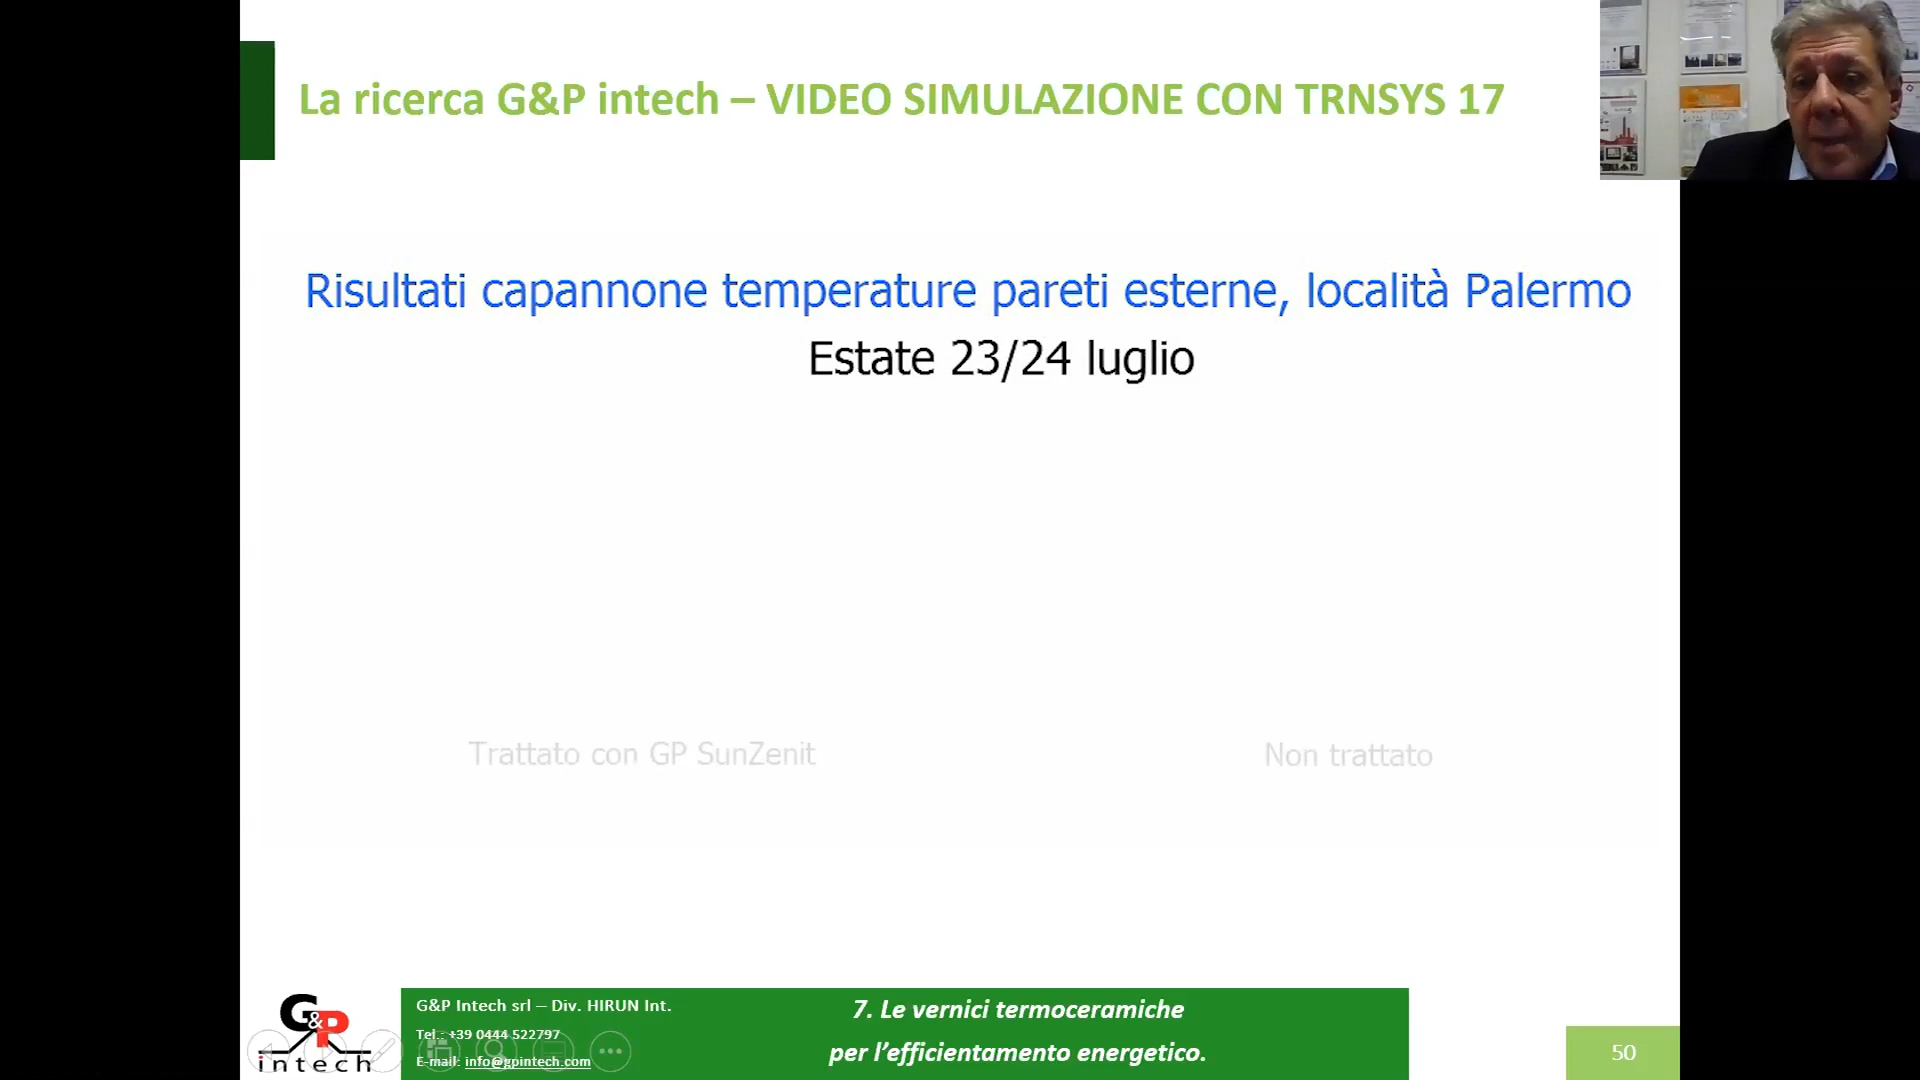 La ricerca G&P intech – VIDEO SIMULAZIONE CON TRNSYS 17
Risultati capannone temperature pareti esterne, località Palermo
Estate 23/24 luglio
Trattato con GP SunZenit
Non trattato
G&P
intech
G&P Intech srl – Div. HIRUN Int.
Tel.: +39 0444 522797
E-mail: info@gpintech.com
7. Le vernici termoceramiche
per l'efficientamento energetico.
50